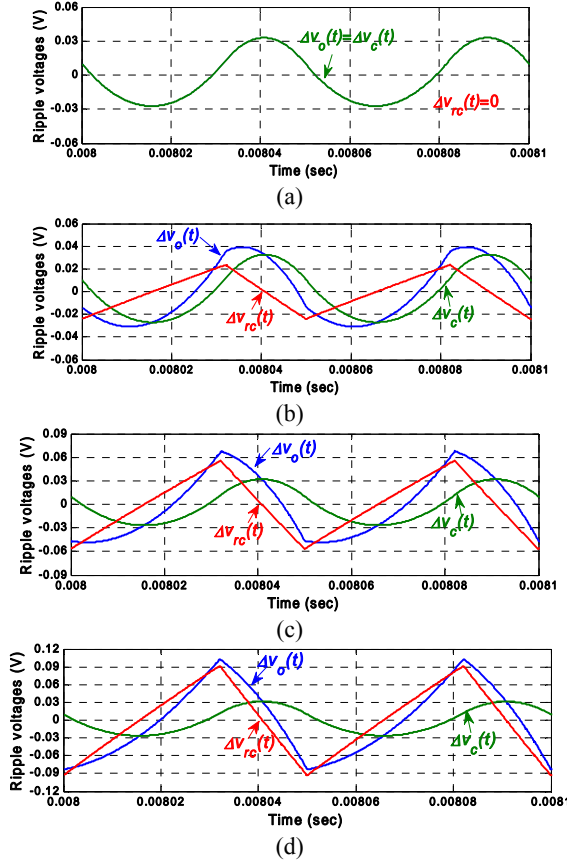 Ripple voltages (V)
0.06
0.03
0
-0.03
-0.06
Δvo(t)=Δvc(t)
Δvrc(t)=0
0.008 0.00802 0.00804 0.00806 0.00808 0.0081
Time (sec)
(a)
Ripple voltages (V)
0.06
0.04
0.02
0
-0.02
-0.04
-0.06
Δvo(t)
Δvrc(t)
Δvc(t)
0.008 0.00802 0.00804 0.00806 0.00808 0.0081
Time (sec)
(b)
Ripple voltages (V)
0.09
0.06
0.03
0
-0.03
-0.06
-0.09
Δvo(t)
Δvrc(t)
Δvc(t)
0.008 0.00802 0.00804 0.00806 0.00808 0.0081
Time (sec)
(c)
Ripple voltages (V)
0.12
0.09
0.06
0.03
0
-0.03
-0.06
-0.09
-0.12
Δvo(t)
Δvrc(t)
Δvc(t)
0.008 0.00802 0.00804 0.00806 0.00808 0.0081
Time (sec)
(d)